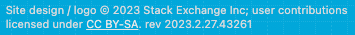 Site design / logo © 2023 Stack Exchange Inc; user contributions
licensed under CC BY-SA. rev 2023.2.27.43261